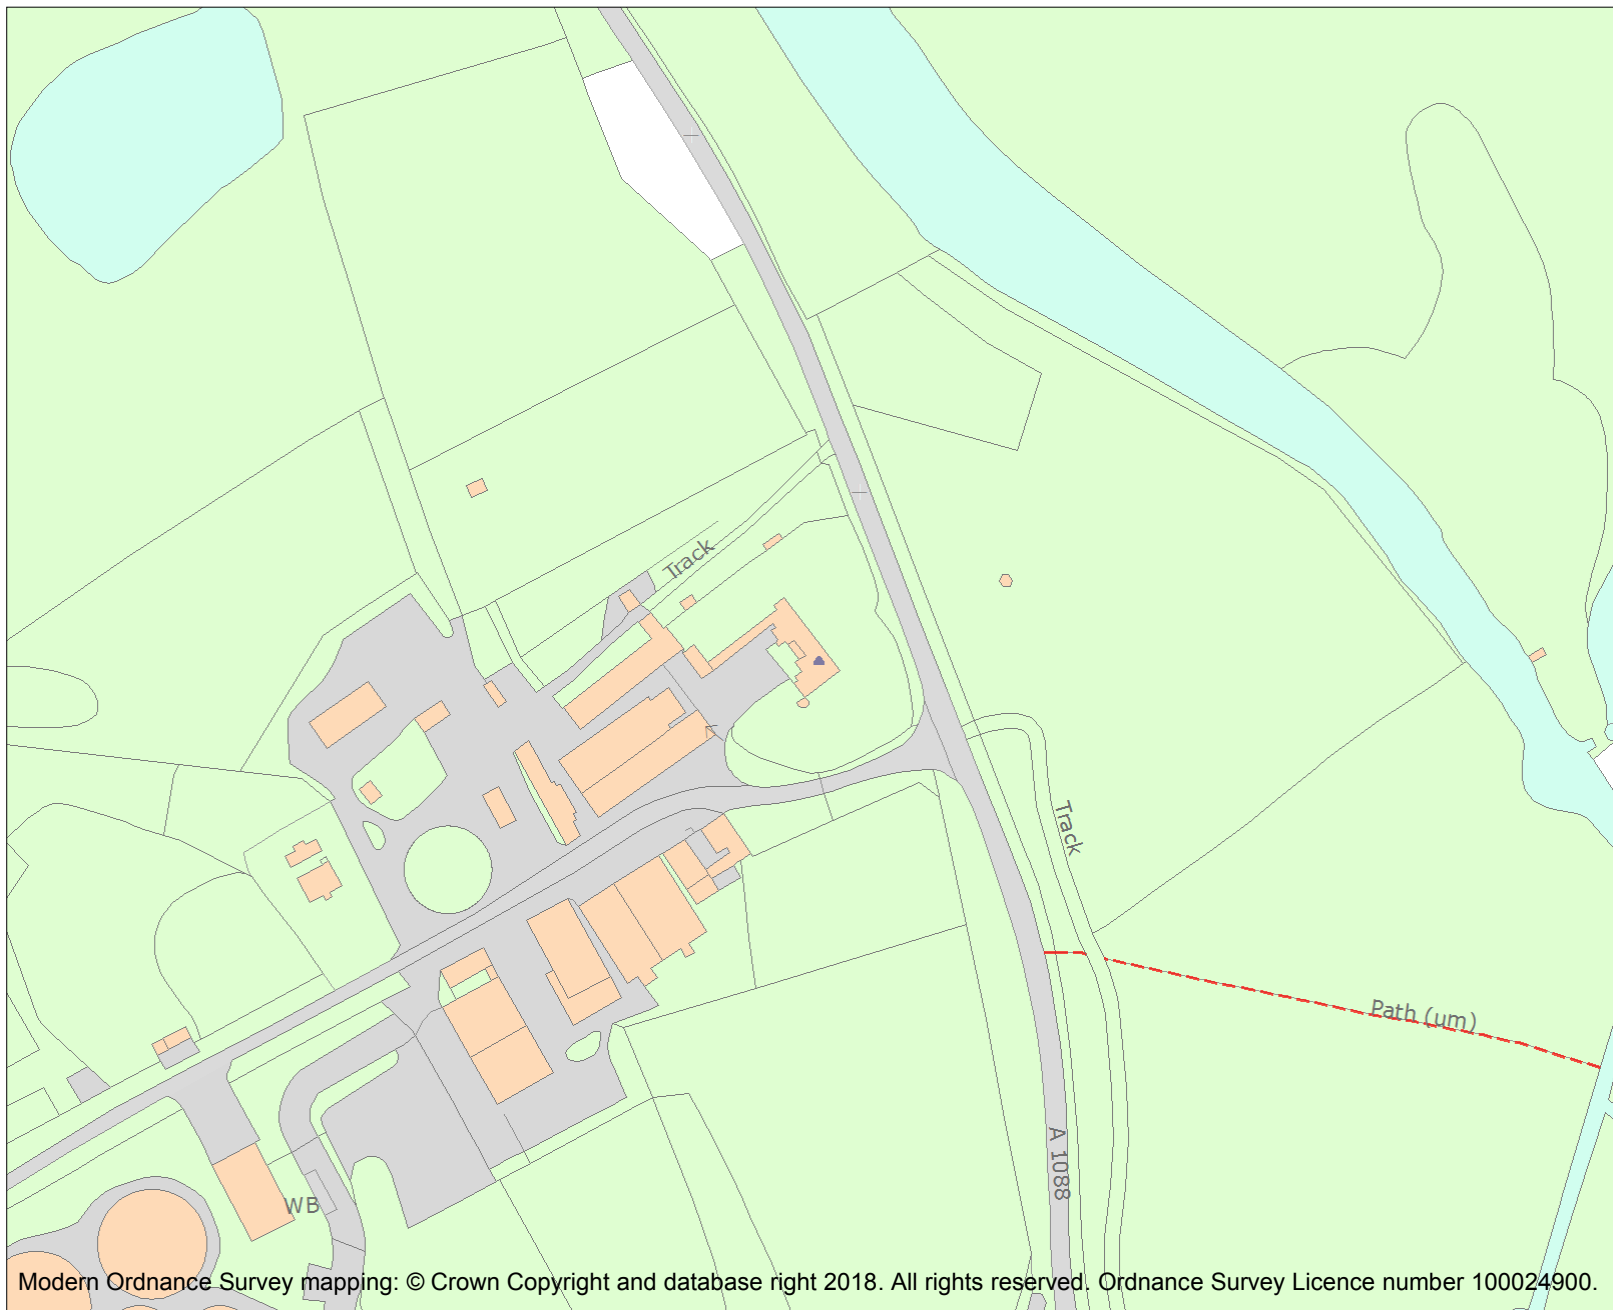 Track
Track
Path (um)
A 1088
WB
Modern Ordnance Survey mapping: © Crown Copyright and database right 2018. All rights reserved. Ordnance Survey Licence number 100024900.